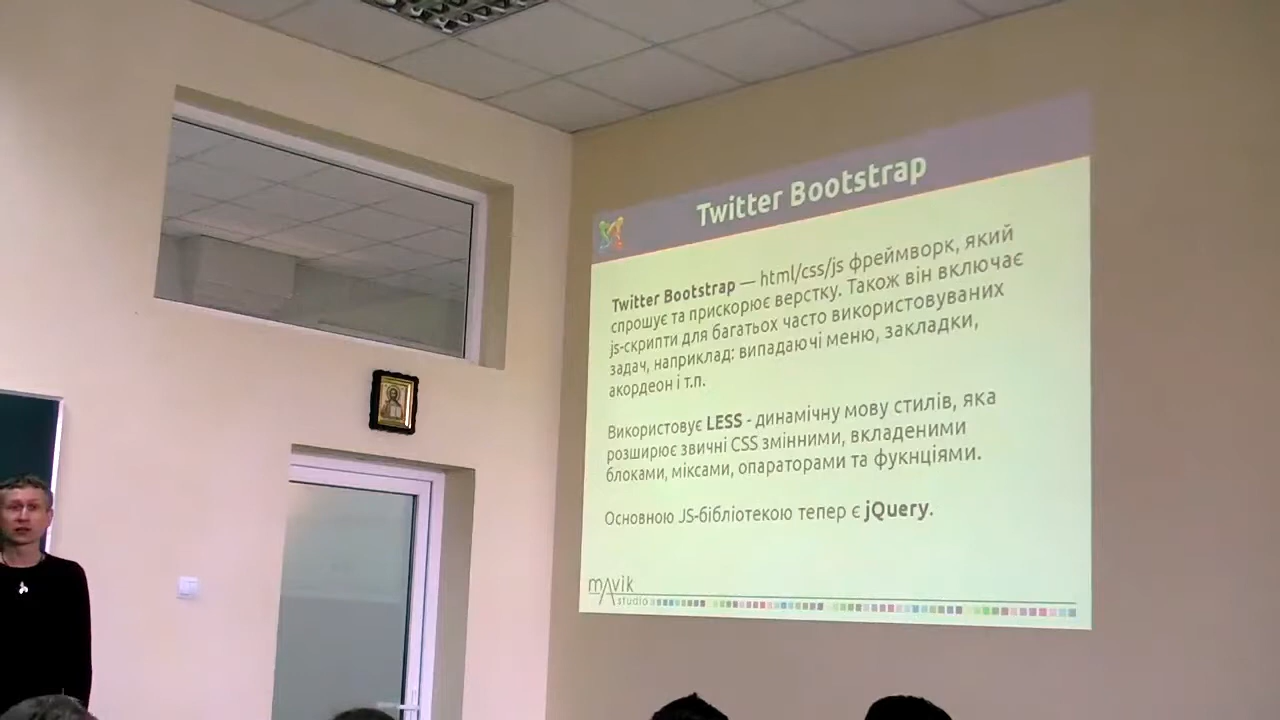 Twitter Bootstrap
Twitter Bootstrap — html/css/js фреймворк, який
спрощує та прискорює верстку. Також він включає
js-скрипти для багатьох часто використовуваних
задач, наприклад: випадаючі меню, закладки,
акордеон і т.п.
Використовує LESS - динамічну мову стилів, яка
розширює звичні CSS змінними, вкладеними
блоками, міксами, опараторами та фукнціями.
Основною JS-бібліотекою тепер є jQuery.
mAvik
studio